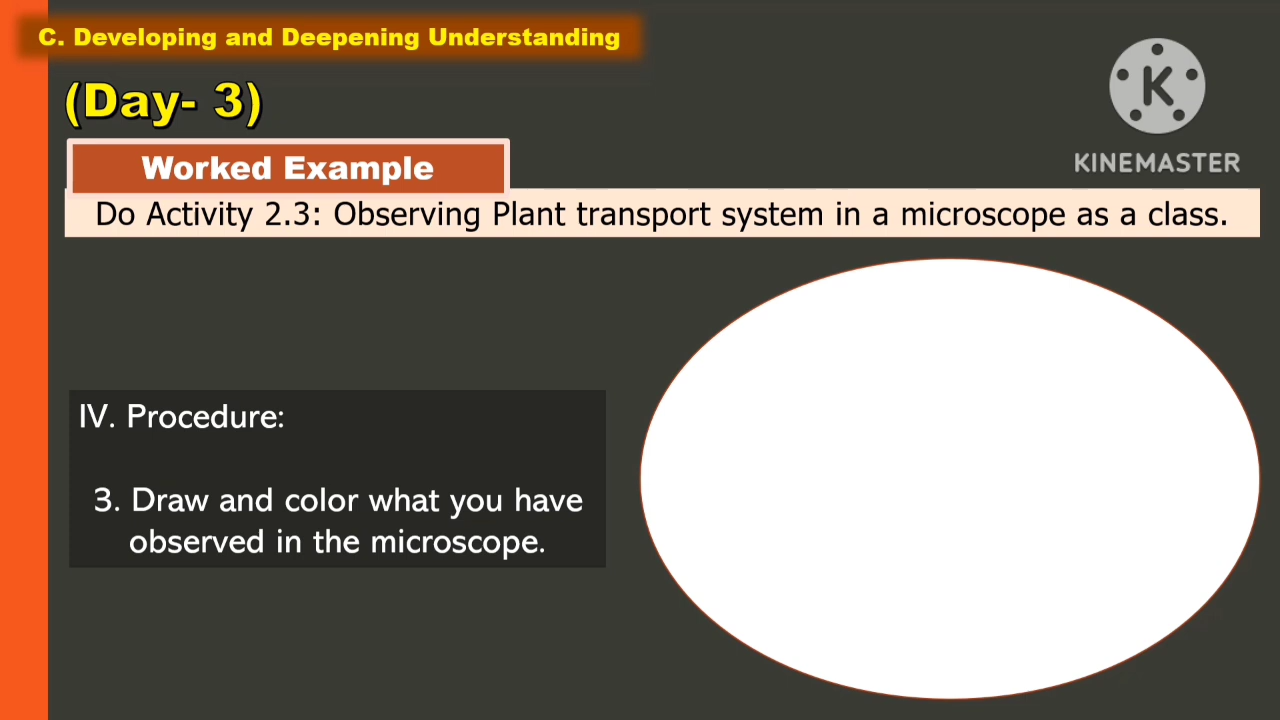 C. Developing and Deepening Understanding
(Day- 3)
K
KINEMASTER
Worked Example
Do Activity 2.3: Observing Plant transport system in a microscope as a class.
IV. Procedure:
3. Draw and color what you have
observed in the microscope.